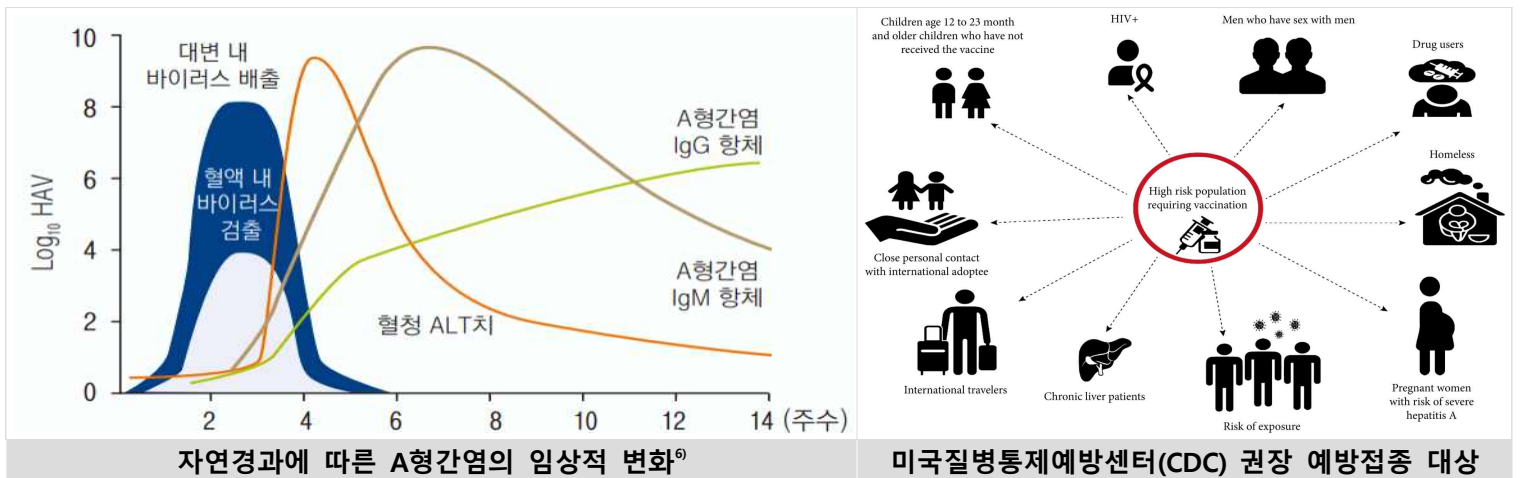 10
8
6
4
2
0
Log10 HAV
대변 내
바이러스 배출
혈액 내
바이러스
검출
A형간염
IgG 항체
A형간염
IgM 항체
혈청 ALT치
2 4 6 8 10 12 14 (주수)
자연경과에 따른 A형간염의 임상적 변화6)
Children age 12 to 23 month
and older children who have not
received the vaccine
HIV+
Men who have sex with men
Drug users
Homeless
High risk population
requiring vaccination
Close personal contact
with international adoptee
International travelers
Chronic liver patients
Risk of exposure
Pregnant women
with risk of severe
hepatitis A
미국질병통제예방센터(CDC) 권장 예방접종 대상